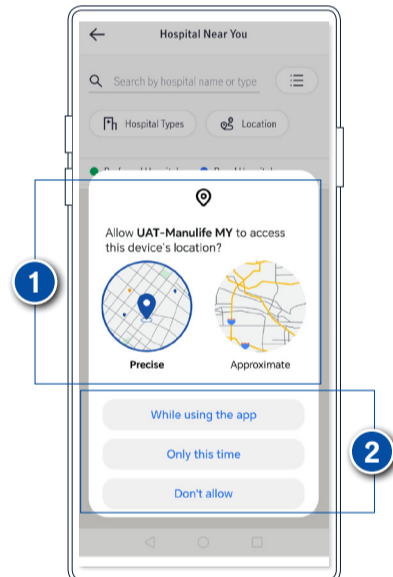 Hospital Near You
Search by hospital name or type
Hospital Types
Location
Allow UAT-Manulife MY to access
this device's location?
1
Precise
Approximate
While using the app
Only this time
2
Don't allow